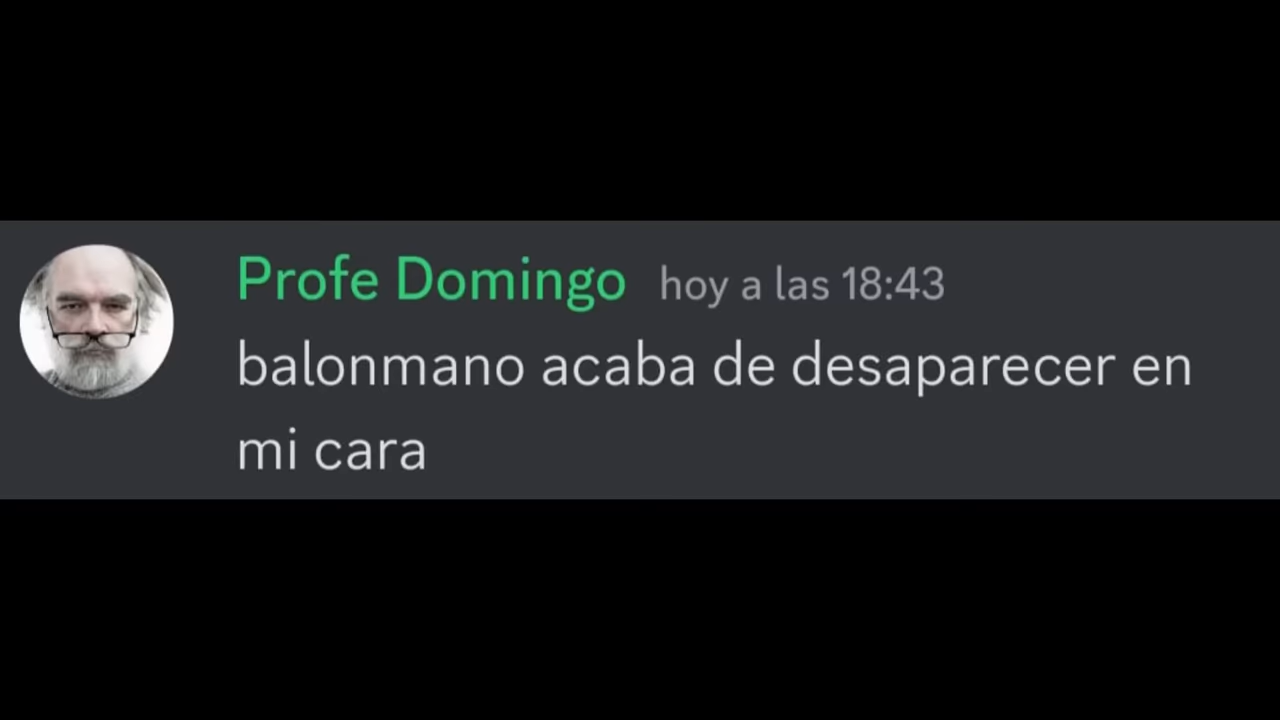 Profe Domingo hoy a las 18:43
balonmano acaba de desaparecer en
mi cara